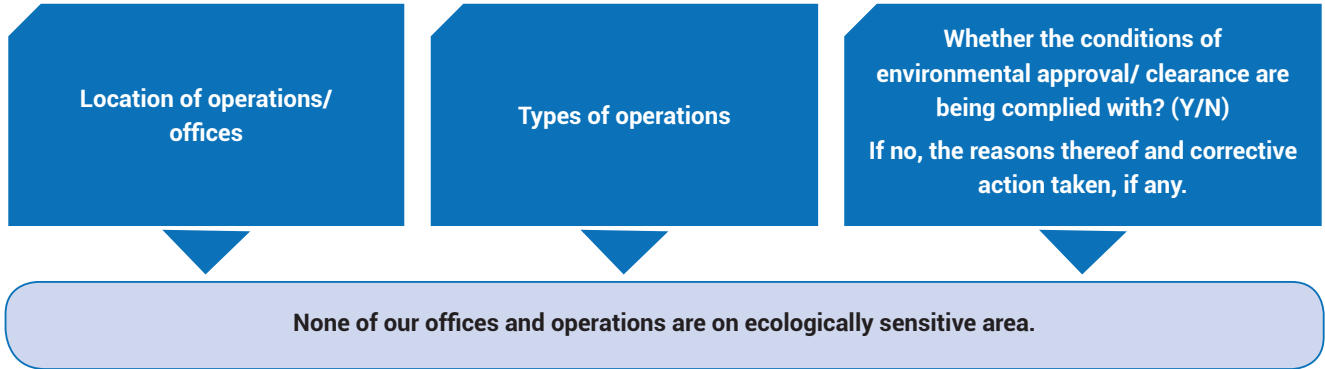 Location of operations/
offices
Types of operations
Whether the conditions of
environmental approval/ clearance are
being complied with? (Y/N)
If no, the reasons thereof and corrective
action taken, if any.
None of our offices and operations are on ecologically sensitive area.